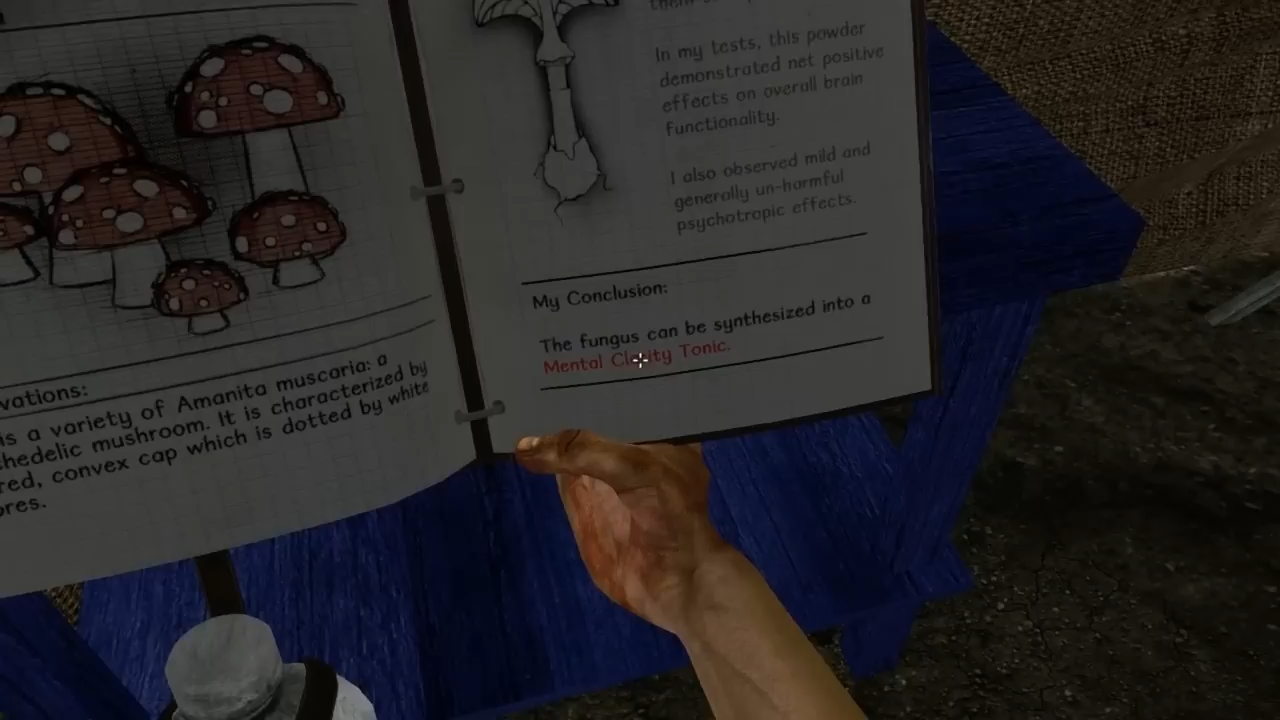 vations:
is a variety of Amanita muscaria: a
hedelic mushroom. It is characterized by
red, convex cap which is dotted by white
ores.
In my tests, this powder
demonstrated net positive
effects on overall brain
functionality.
I also observed mild and
generally un-harmful
psychotropic effects.
My Conclusion:
The fungus can be synthesized into a
Mental Clarity Tonic.